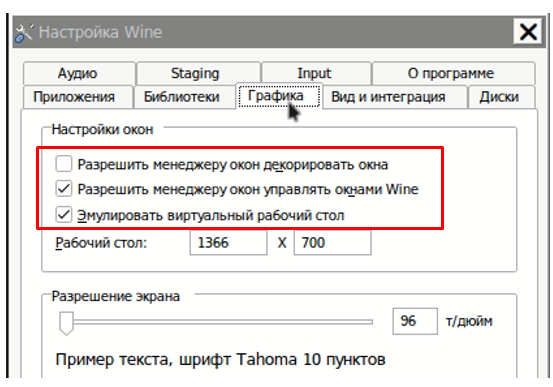 Настройка Wine
Аудио Staging Input О программе
Приложения Библиотеки Графика Вид и интеграция Диски
Настройки окон
Разрешить менеджеру окон декорировать окна
Разрешить менеджеру окон управлять окнами Wine
Эмулировать виртуальный рабочий стол
Рабочий стол: 1366 X 700
Разрешение экрана
96 т/дюйм
Пример текста, шрифт Tahoma 10 пунктов